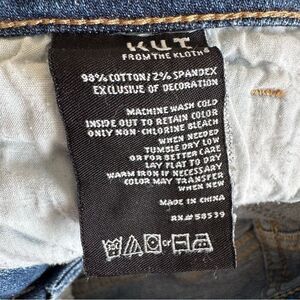 KUT
FROM THE KLOTH®
98% COTTON/2% SPANDEX
EXCLUSIVE OF DECORATION
MACHINE WASH COLD
INSIDE OUT TO RETAIN COLOR
ONLY NON-CHLORINE BLEACH
WHEN NEEDED
TUMBLE DRY LOW
OR FOR BETTER CARE
LAY FLAT TO DRY
WARM IRON IF NECESSARY
COLOR MAY TRANSFER
WHEN NEW
MADE IN CHINA
RN#58539
OR